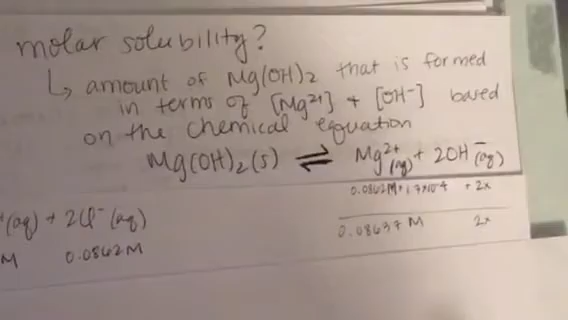 molar solubility?
↳ amount of Mg(OH)2 that is formed
in terms of [Mg²⁺] + [OH⁻] based
on the chemical equation
Mg(OH)2(s) ⇌ Mg²⁺(aq) + 2OH⁻(aq)
0.0862M + 1.7×10⁻⁴ +2x
0.08637 M 2x
⁺(aq) + 2Cl⁻(aq)
M 0.0862M